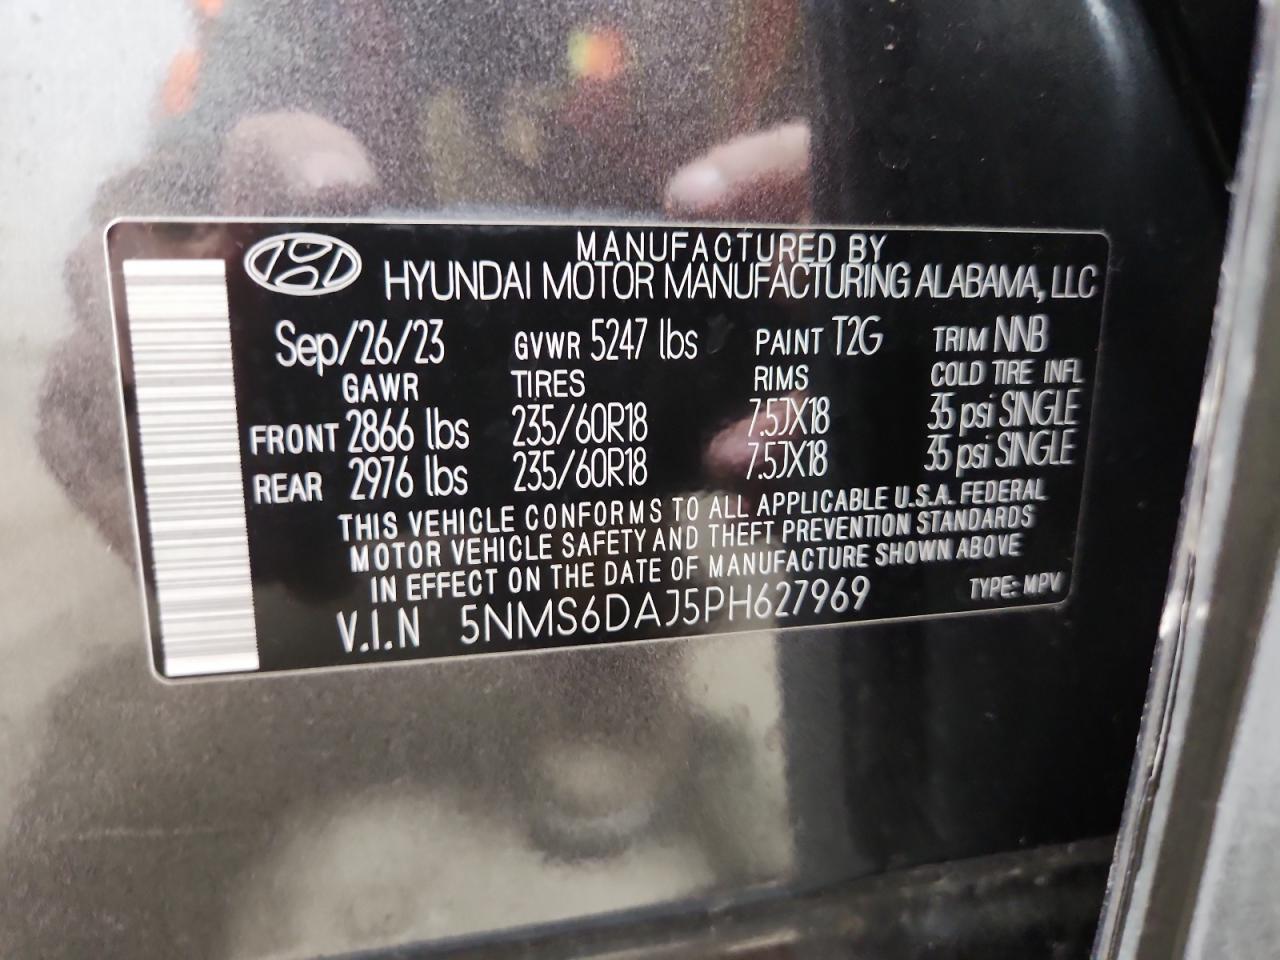 MANUFACTURED BY
HYUNDAI MOTOR MANUFACTURING ALABAMA, LLC
Sep/26/23 GVWR 5247 lbs PAINT T2G TRIM NNB
GAWR TIRES RIMS COLD TIRE INFL
FRONT 2866 lbs 235/60R18 7.5JX18 35 psi SINGLE
REAR 2976 lbs 235/60R18 7.5JX18 35 psi SINGLE
THIS VEHICLE CONFORMS TO ALL APPLICABLE U.S.A. FEDERAL
MOTOR VEHICLE SAFETY AND THEFT PREVENTION STANDARDS
IN EFFECT ON THE DATE OF MANUFACTURE SHOWN ABOVE
V.I.N 5NMS6DAJ5PH627969 TYPE: MPV